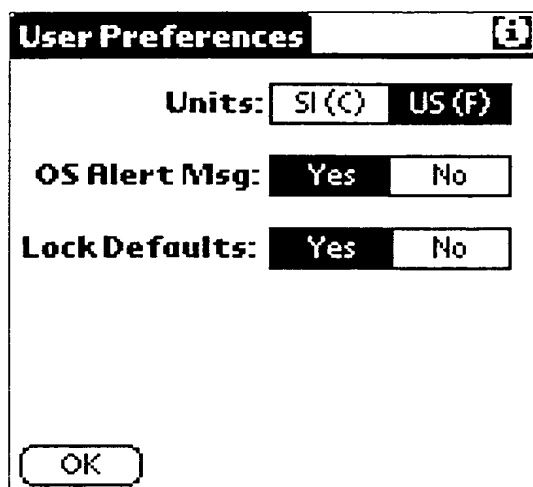 User Preferences i
Units: SI (C) US (F)
OS Alert Msg: Yes No
Lock Defaults: Yes No
OK